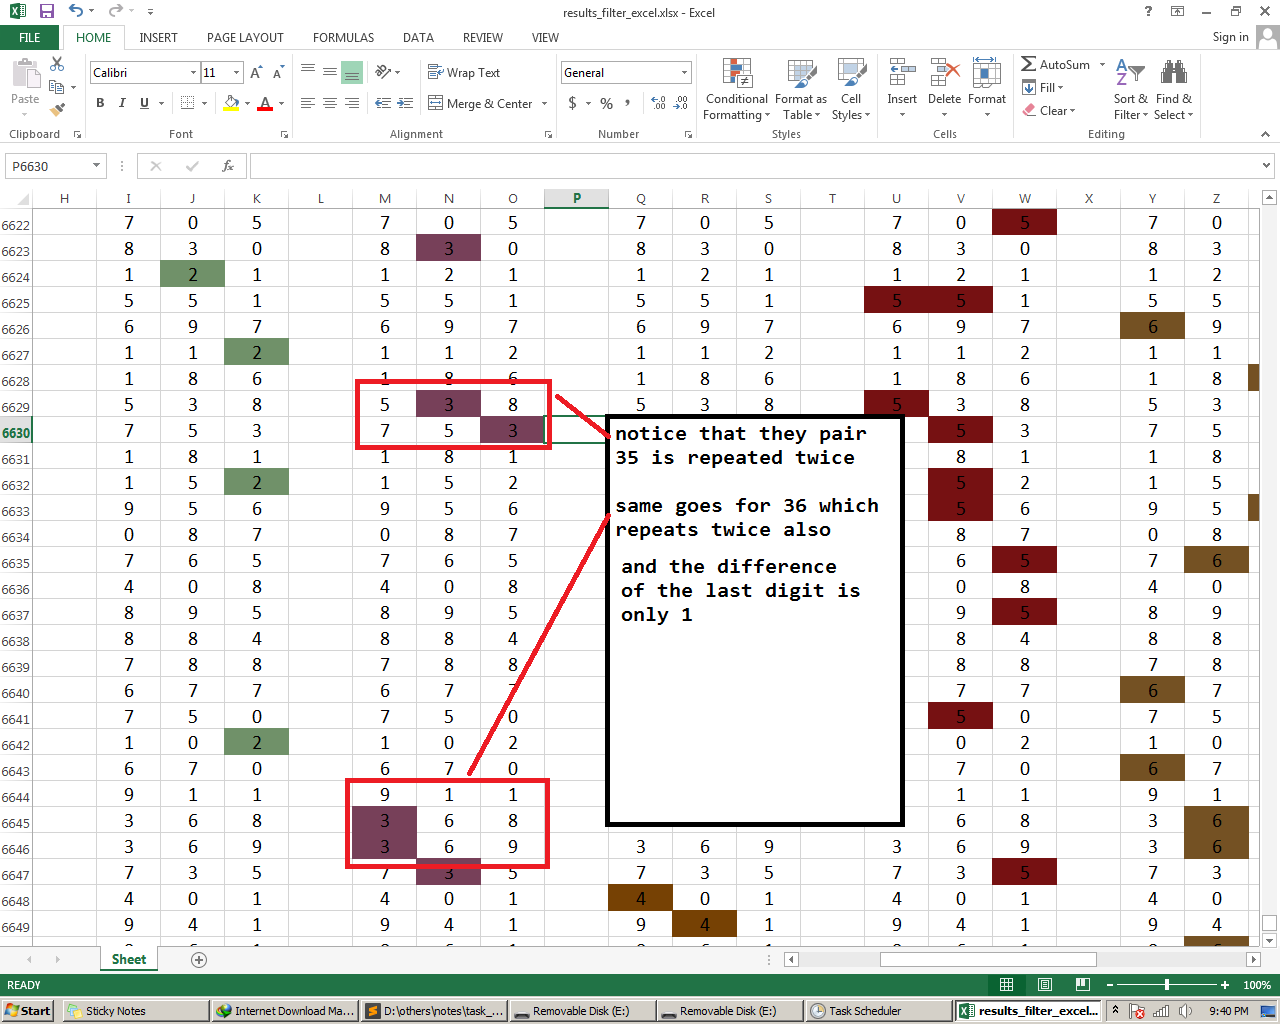 results_filter_excel.xlsx - Excel
FILE HOME INSERT PAGE LAYOUT FORMULAS DATA REVIEW VIEW Sign in
Paste Calibri 11 Wrap Text General AutoSum
B I U Merge & Center $ % , Conditional Formatting Format as Table Cell Styles Insert Delete Format Fill Clear Sort & Filter Find & Select
Clipboard Font Alignment Number Styles Cells Editing
P6630 fx
H I J K L M N O P Q R S T U V W X Y Z
6622 7 0 5 7 0 5 7 0 5 7 0 5 7 0
6623 8 3 0 8 3 0 8 3 0 8 3 0 8 3
6624 1 2 1 1 2 1 1 2 1 1 2 1 1 2
6625 5 5 1 5 5 1 5 5 1 5 5 1 5 5
6626 6 9 7 6 9 7 6 9 7 6 9 7 6 9
6627 1 1 2 1 1 2 1 1 2 1 1 2 1 1
6628 1 8 6 1 8 6 1 8 6 1 8 6 1 8
6629 5 3 8 5 3 8 5 3 8 5 3 8 5 3
6630 7 5 3 7 5 3 5 3 7 5
6631 1 8 1 1 8 1 8 1 1 8
6632 1 5 2 1 5 2 5 2 1 5
6633 9 5 6 9 5 6 5 6 9 5
6634 0 8 7 0 8 7 8 7 0 8
6635 7 6 5 7 6 5 6 5 7 6
6636 4 0 8 4 0 8 0 8 4 0
6637 8 9 5 8 9 5 9 5 8 9
6638 8 8 4 8 8 4 8 4 8 8
6639 7 8 8 7 8 8 8 8 7 8
6640 6 7 7 6 7 7 7 7 6 7
6641 7 5 0 7 5 0 5 0 7 5
6642 1 0 2 1 0 2 0 2 1 0
6643 6 7 0 6 7 0 7 0 6 7
6644 9 1 1 9 1 1 1 1 9 1
6645 3 6 8 3 6 8 6 8 3 6
6646 3 6 9 3 6 9 3 6 9 3 6 9 3 6
6647 7 3 5 7 3 5 7 3 5 7 3 5 7 3
6648 4 0 1 4 0 1 4 0 1 4 0 1 4 0
6649 9 4 1 9 4 1 9 4 1 9 4 1 9 4
notice that they pair
35 is repeated twice
same goes for 36 which
repeats twice also
and the difference
of the last digit is
only 1
Sheet
READY 100%
Start Sticky Notes Internet Download Ma... D:\others\notes\task_... Removable Disk (E:) Removable Disk (E:) Task Scheduler results_filter_exce... 9:40 PM